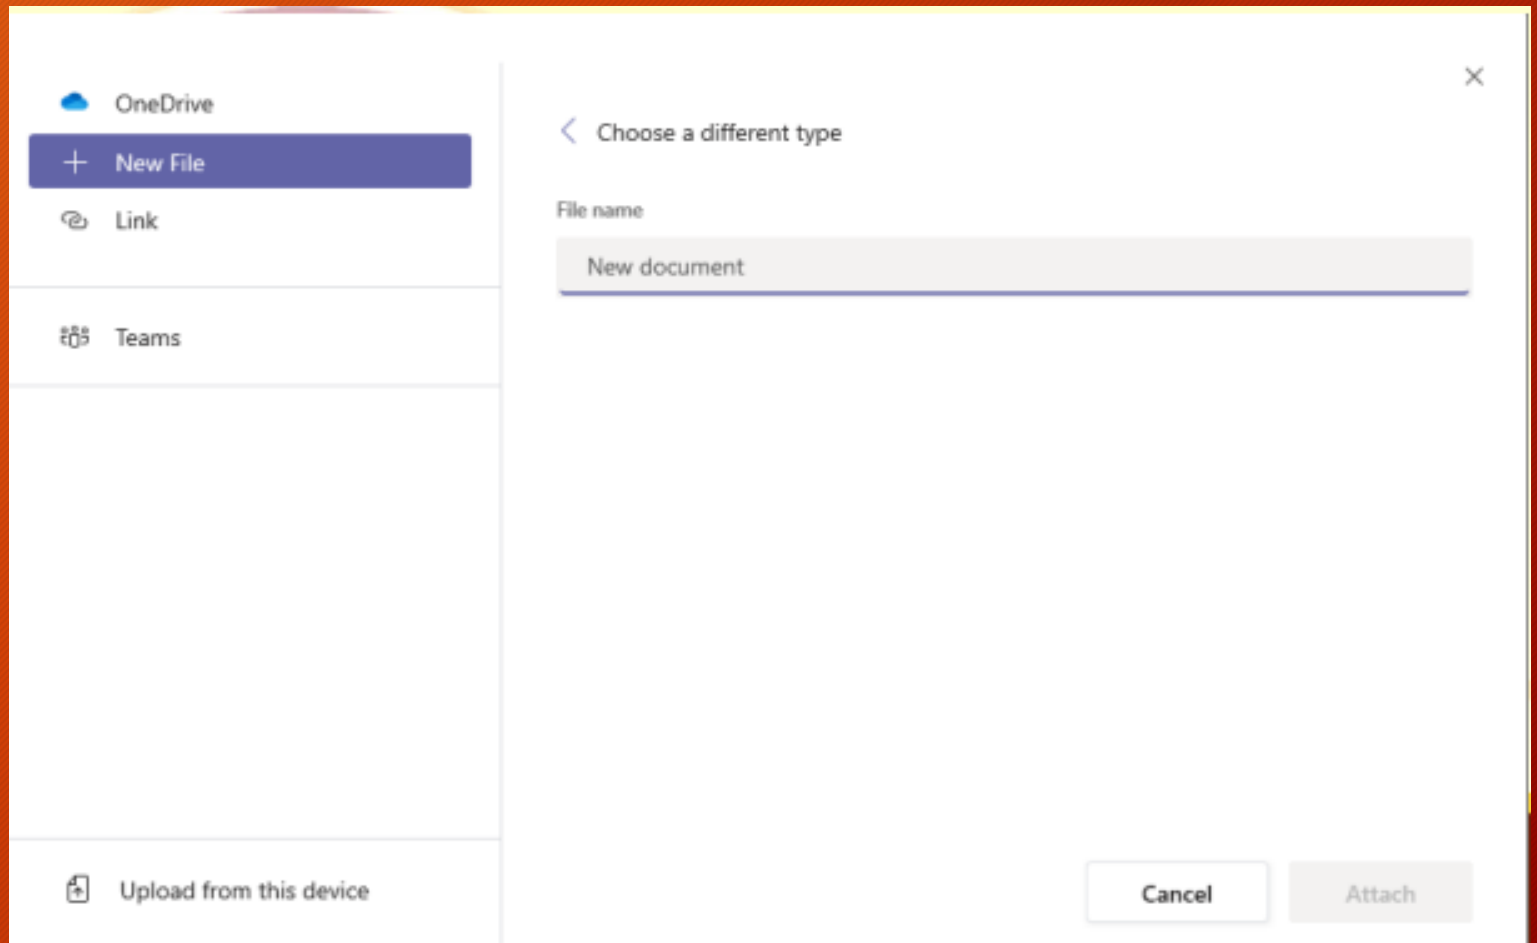 OneDrive
New File
Link
Teams
Upload from this device
Choose a different type
File name
New document
Cancel
Attach